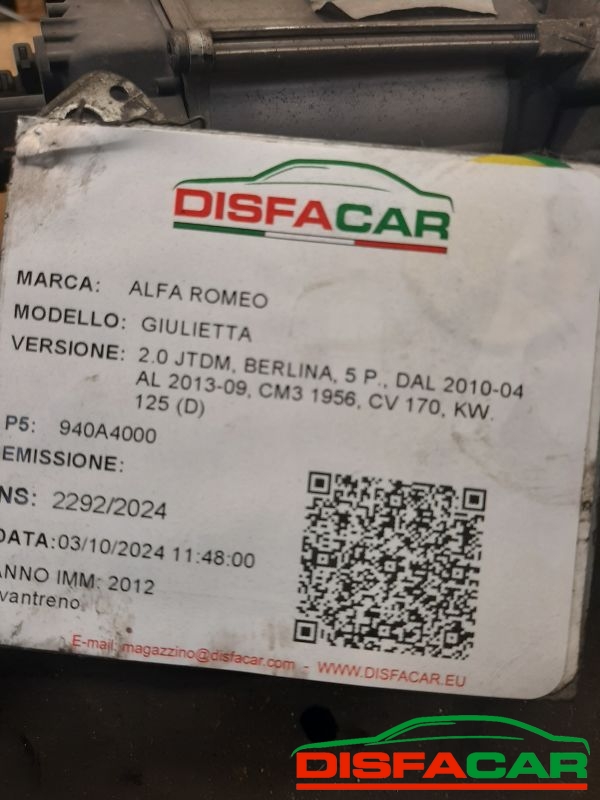 DISFACAR
MARCA: ALFA ROMEO
MODELLO: GIULIETTA
VERSIONE: 2.0 JTDM, BERLINA, 5 P., DAL 2010-04
AL 2013-09, CM3 1956, CV 170, KW.
125 (D)
P5: 940A4000
EMISSIONE:
NS: 2292/2024
DATA:03/10/2024 11:48:00
ANNO IMM: 2012
vantreno
E-mail: magazzino@disfacar.com - WWW.DISFACAR.EU
DISFACAR